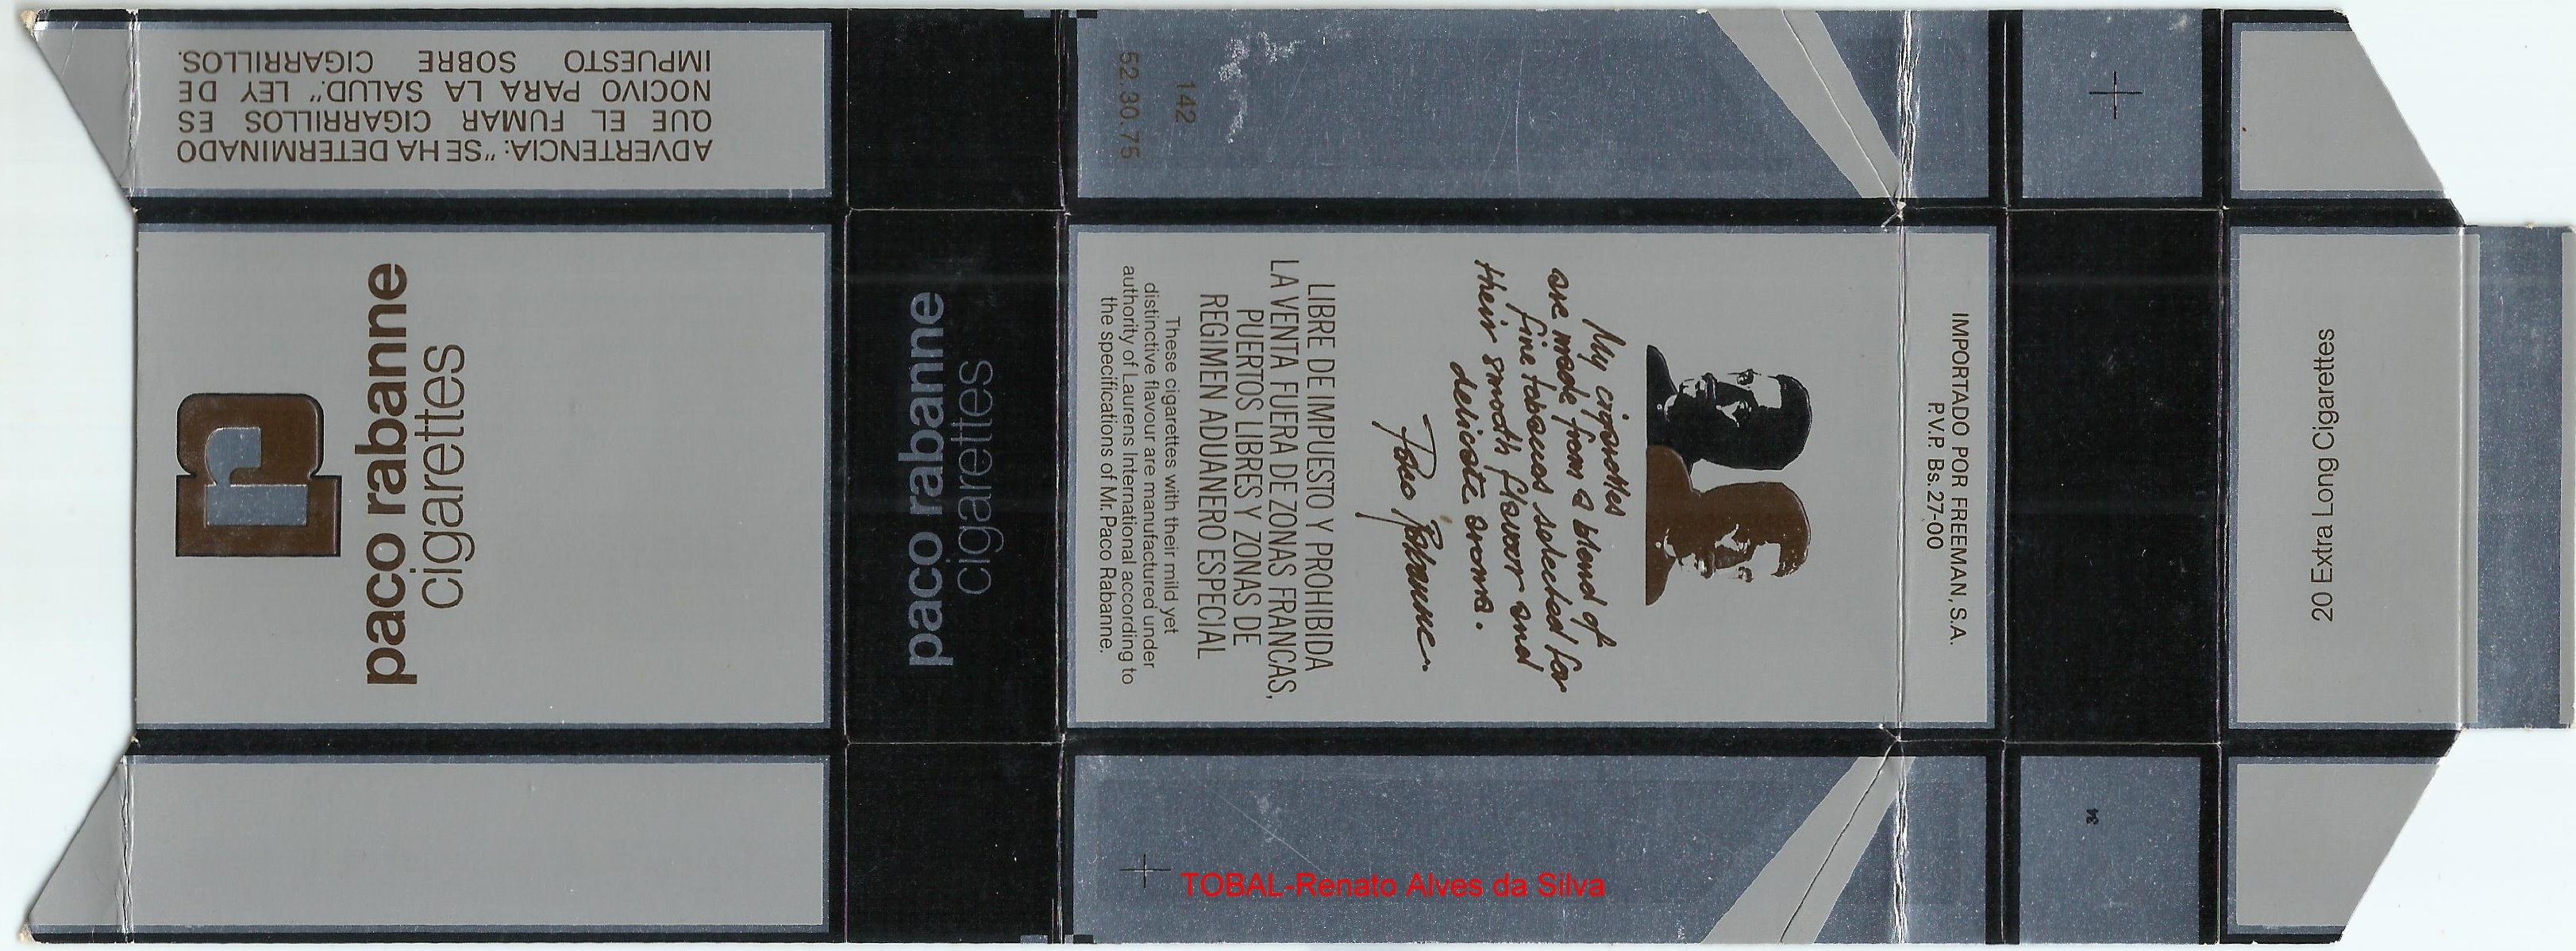 ADVERTENCIA: "SE HA DETERMINADO
QUE EL FUMAR CIGARRILLOS ES
NOCIVO PARA LA SALUD." LEY DE
IMPUESTO SOBRE CIGARRILLOS.
r
paco rabanne
cigarettes
paco rabanne
cigarettes
142
52.30.75
My cigarettes
are made from a blend of
fine tobaccos selected for
their smooth flavor and
delicate aroma.
Paco Rabanne
LIBRE DE IMPUESTO Y PROHIBIDA
LA VENTA FUERA DE ZONAS FRANCAS,
PUERTOS LIBRES Y ZONAS DE
REGIMEN ADUANERO ESPECIAL
These cigarettes with their mild yet
distinctive flavour are manufactured under
authority of Laurens International according to
the specifications of Mr. Paco Rabanne.
IMPORTADO POR FREEMAN, S.A.
P.V.P. Bs. 27-00
20 Extra Long Cigarettes
34
TOBAL-Renato Alves da Silva